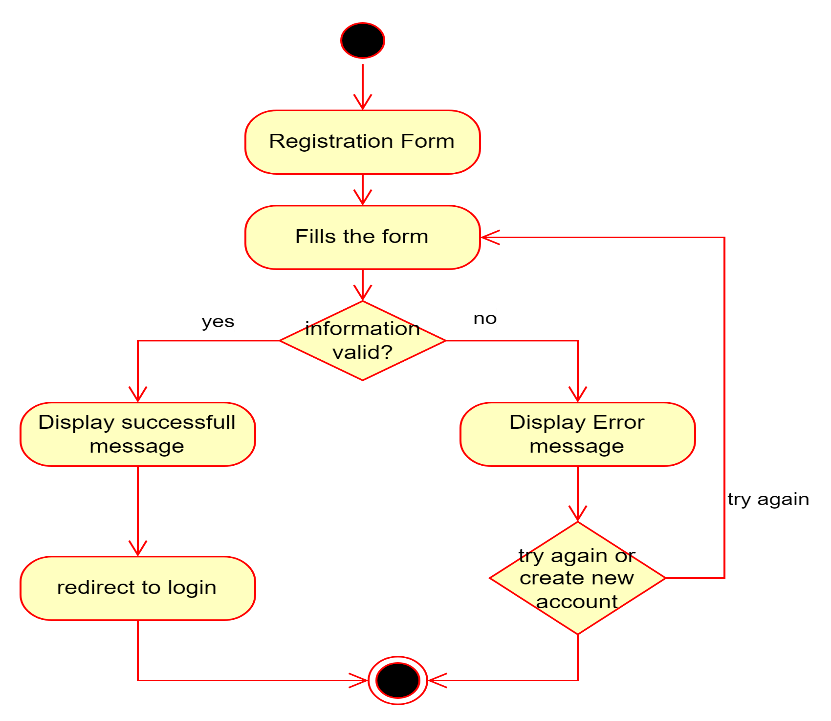 Registration Form
Fills the form
yes
information
valid?
no
Display successfull
message
Display Error
message
try again
try again or
create new
account
redirect to login